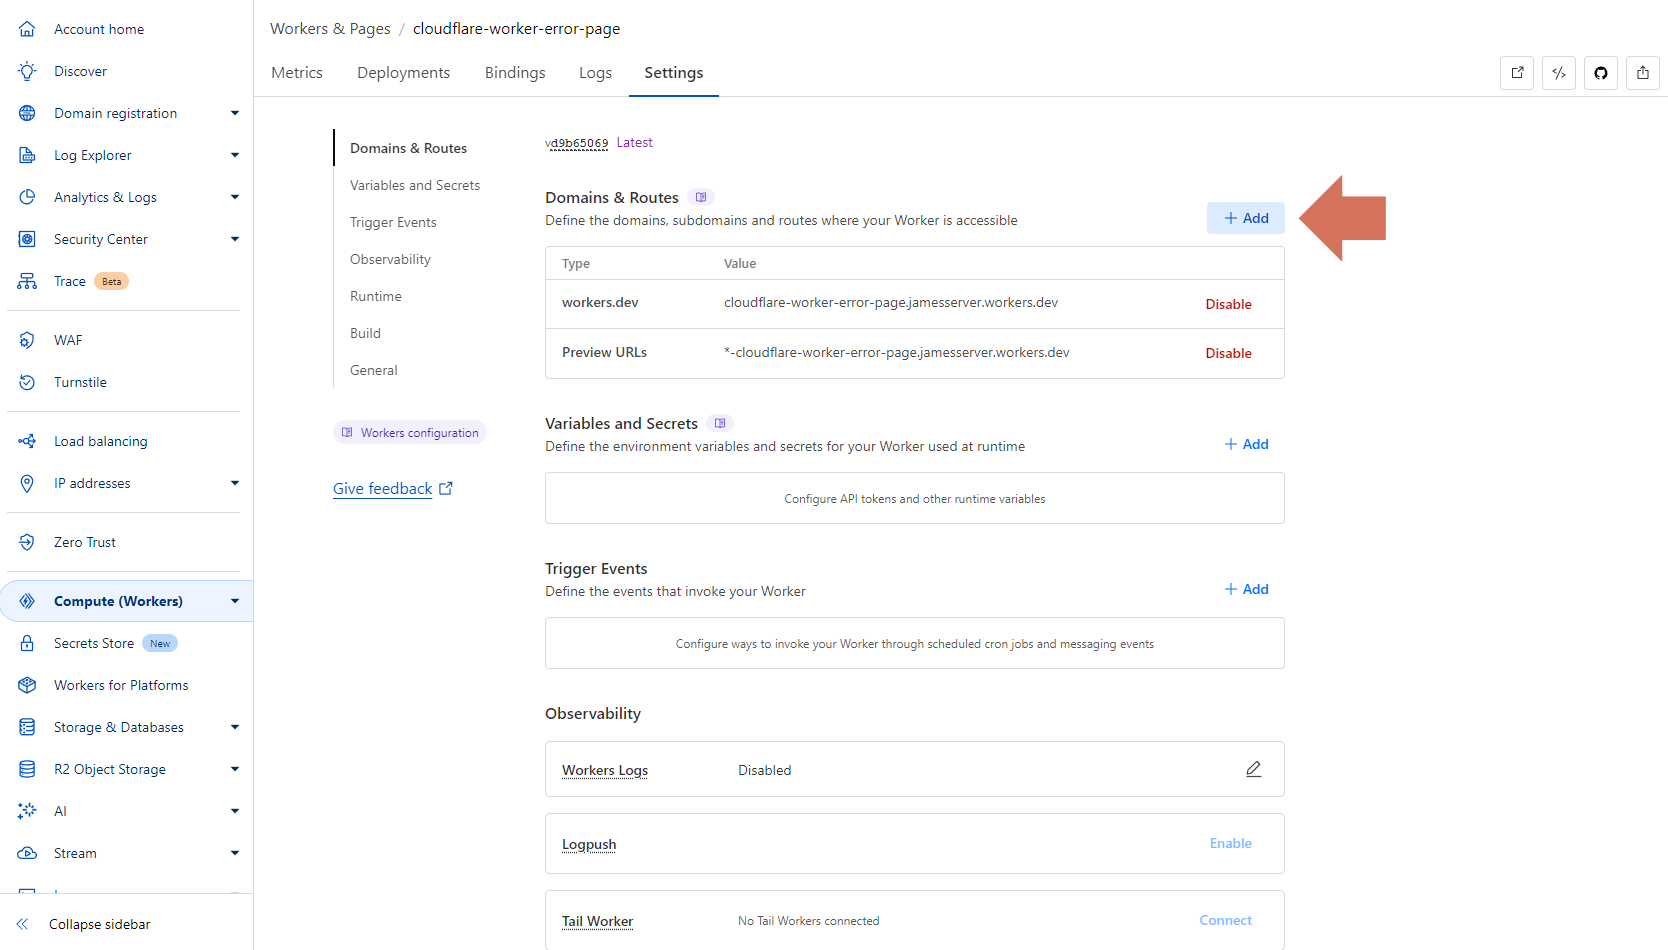 Account home
Discover
Domain registration
Log Explorer
Analytics & Logs
Security Center
Trace Beta
WAF
Turnstile
Load balancing
IP addresses
Zero Trust
Compute (Workers)
Secrets Store New
Workers for Platforms
Storage & Databases
R2 Object Storage
AI
Stream
Collapse sidebar
Workers & Pages / cloudflare-worker-error-page
Metrics Deployments Bindings Logs Settings
Domains & Routes
Variables and Secrets
Trigger Events
Observability
Runtime
Build
General
Workers configuration
Give feedback
vd9b65069 Latest
Domains & Routes
Define the domains, subdomains and routes where your Worker is accessible
+ Add
Type Value
workers.dev cloudflare-worker-error-page.jamesserver.workers.dev Disable
Preview URLs *-cloudflare-worker-error-page.jamesserver.workers.dev Disable
Variables and Secrets
Define the environment variables and secrets for your Worker used at runtime
+ Add
Configure API tokens and other runtime variables
Trigger Events
Define the events that invoke your Worker
+ Add
Configure ways to invoke your Worker through scheduled cron jobs and messaging events
Observability
Workers Logs Disabled
Logpush Enable
Tail Worker No Tail Workers connected Connect